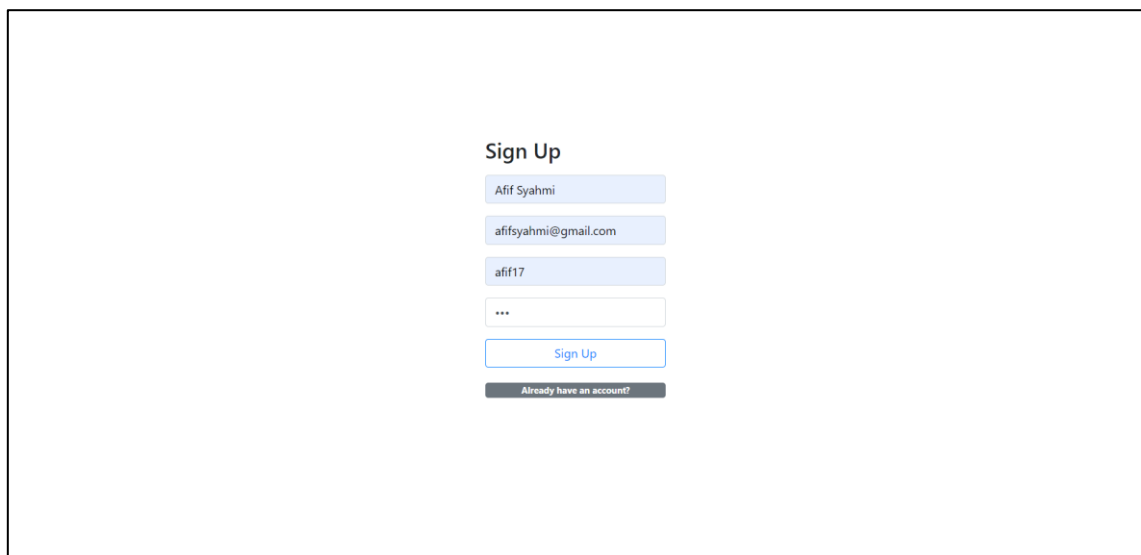 Sign Up
Afif Syahmi
afifsyahmi@gmail.com
afif17
•••
Sign Up
Already have an account?